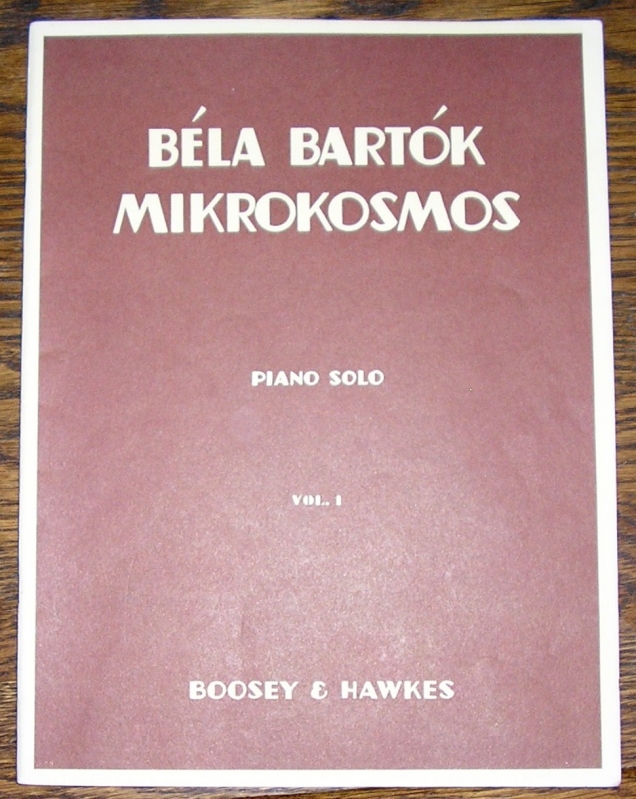 BÉLA BARTÓK
MIKROKOSMOS
PIANO SOLO
VOL. I
BOOSEY & HAWKES